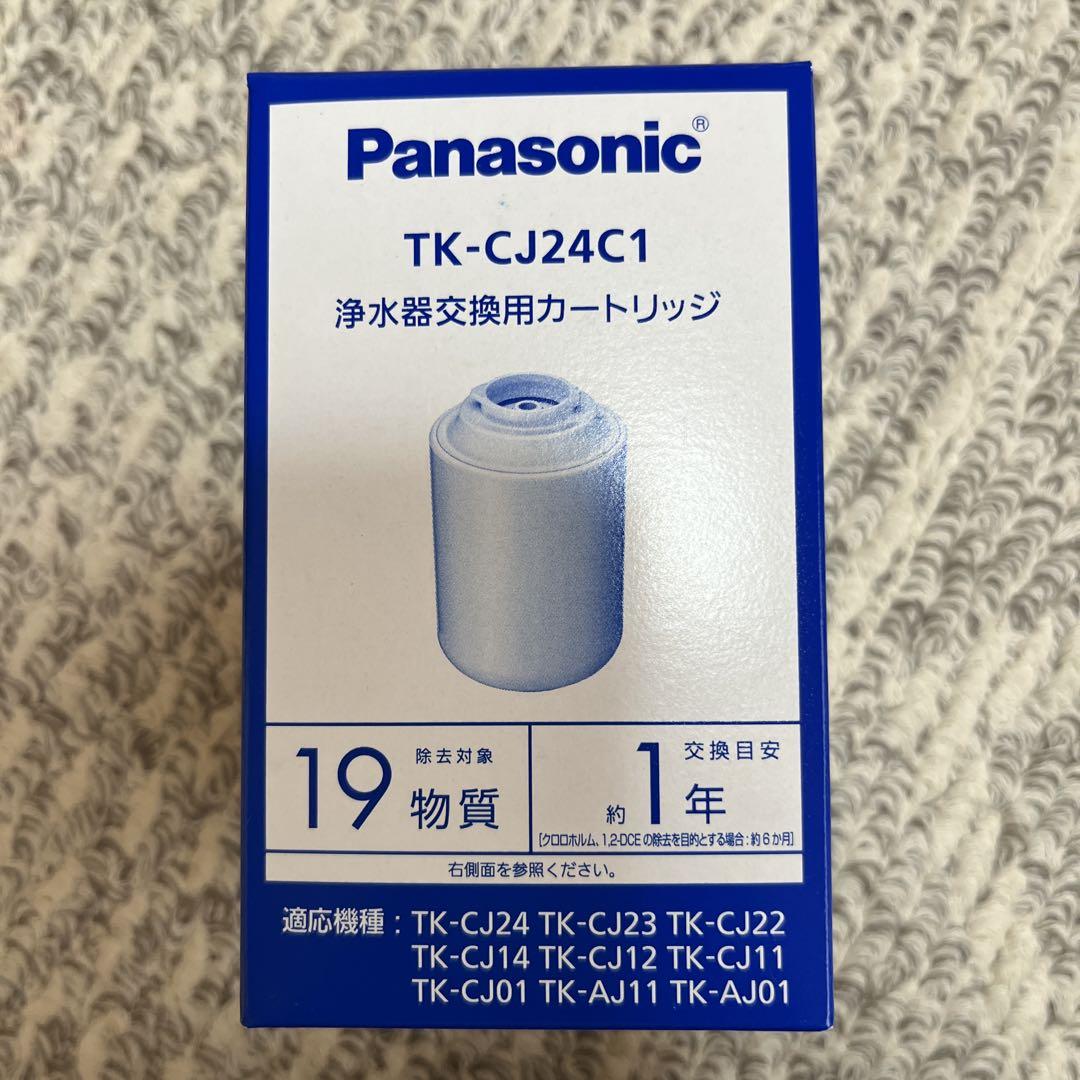 Panasonic®
TK-CJ24C1
浄水器交換用カートリッジ
19 除去対象 物質
約1年 交換目安
[クロロホルム、1,2-DCEの除去を目的とする場合:約6か月]
右側面を参照ください。
適応機種:TK-CJ24 TK-CJ23 TK-CJ22
TK-CJ14 TK-CJ12 TK-CJ11
TK-CJ01 TK-AJ11 TK-AJ01